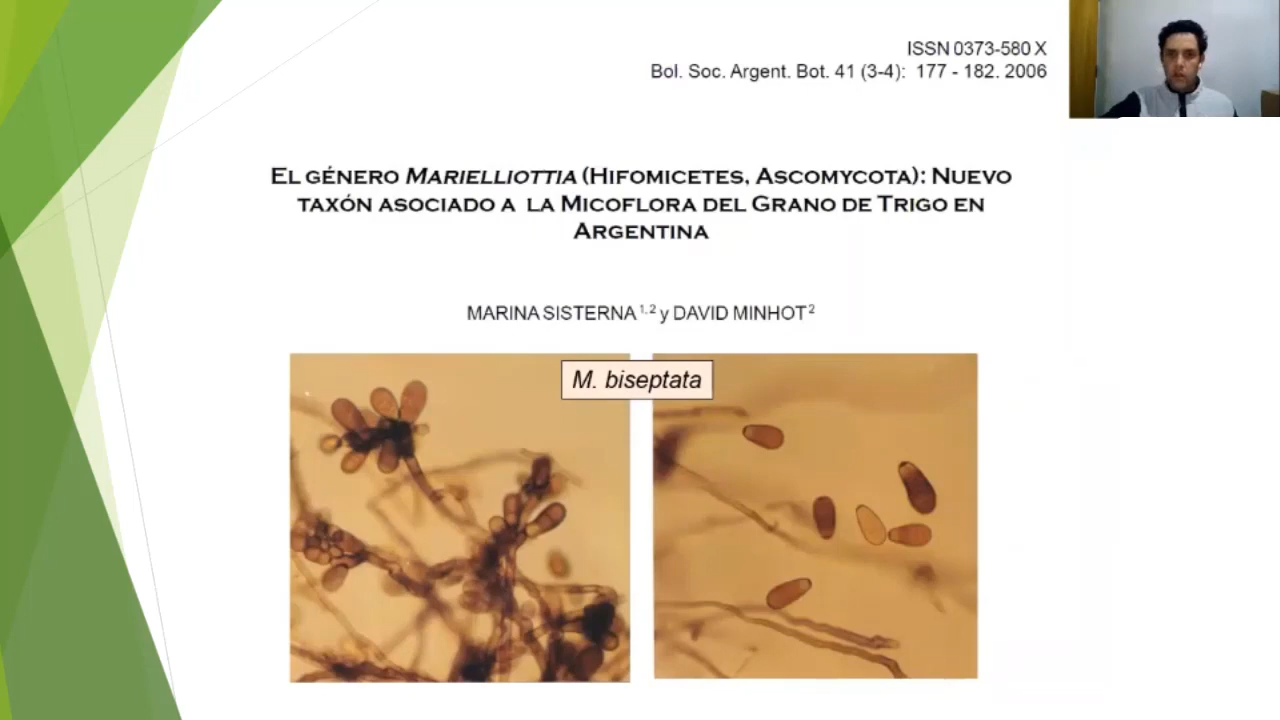 ISSN 0373-580 X
Bol. Soc. Argent. Bot. 41 (3-4): 177 - 182. 2006
El género Marielliottia (Hifomicetes, Ascomycota): Nuevo
taxón asociado a la Micoflora del Grano de Trigo en
Argentina
MARINA SISTERNA 1,2 y DAVID MINHOT 2
M. biseptata